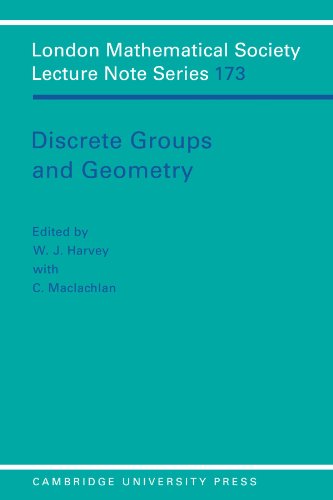 London Mathematical Society
Lecture Note Series 173
Discrete Groups
and Geometry
Edited by
W. J. Harvey
with
C. Maclachlan
CAMBRIDGE UNIVERSITY PRESS